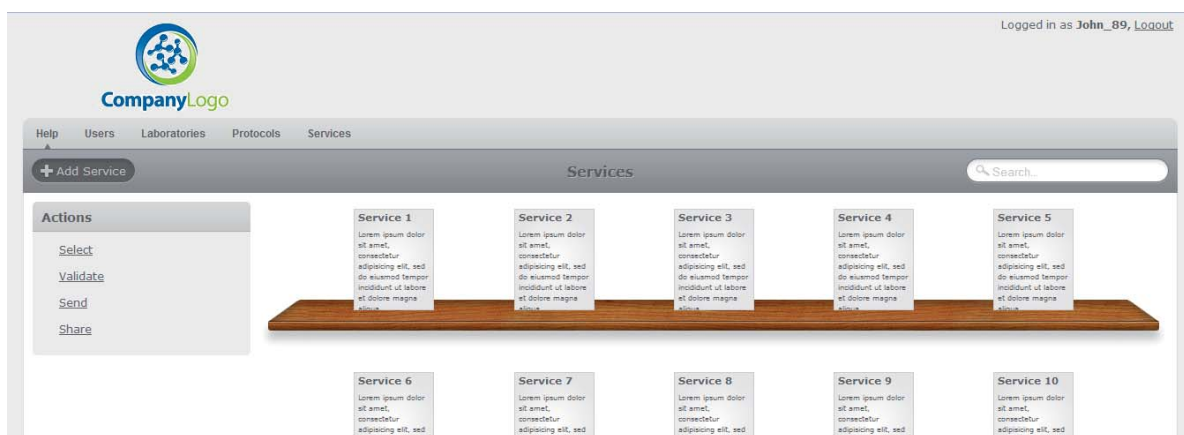 Logged in as John_89, Logout
CompanyLogo
Help Users Laboratories Protocols Services
Add Service
Services
Search...
Actions
Select
Validate
Send
Share
Service 1
Lorem ipsum dolor
sit amet,
consectetur
adipisicing elit, sed
do eiusmod tempor
incididunt ut labore
et dolore magna
aliqua
Service 2
Lorem ipsum dolor
sit amet,
consectetur
adipisicing elit, sed
do eiusmod tempor
incididunt ut labore
et dolore magna
aliqua
Service 3
Lorem ipsum dolor
sit amet,
consectetur
adipisicing elit, sed
do eiusmod tempor
incididunt ut labore
et dolore magna
aliqua
Service 4
Lorem ipsum dolor
sit amet,
consectetur
adipisicing elit, sed
do eiusmod tempor
incididunt ut labore
et dolore magna
aliqua
Service 5
Lorem ipsum dolor
sit amet,
consectetur
adipisicing elit, sed
do eiusmod tempor
incididunt ut labore
et dolore magna
aliqua
Service 6
Lorem ipsum dolor
sit amet,
consectetur
adipisicing elit, sed
Service 7
Lorem ipsum dolor
sit amet,
consectetur
adipisicing elit, sed
Service 8
Lorem ipsum dolor
sit amet,
consectetur
adipisicing elit, sed
Service 9
Lorem ipsum dolor
sit amet,
consectetur
adipisicing elit, sed
Service 10
Lorem ipsum dolor
sit amet,
consectetur
adipisicing elit, sed